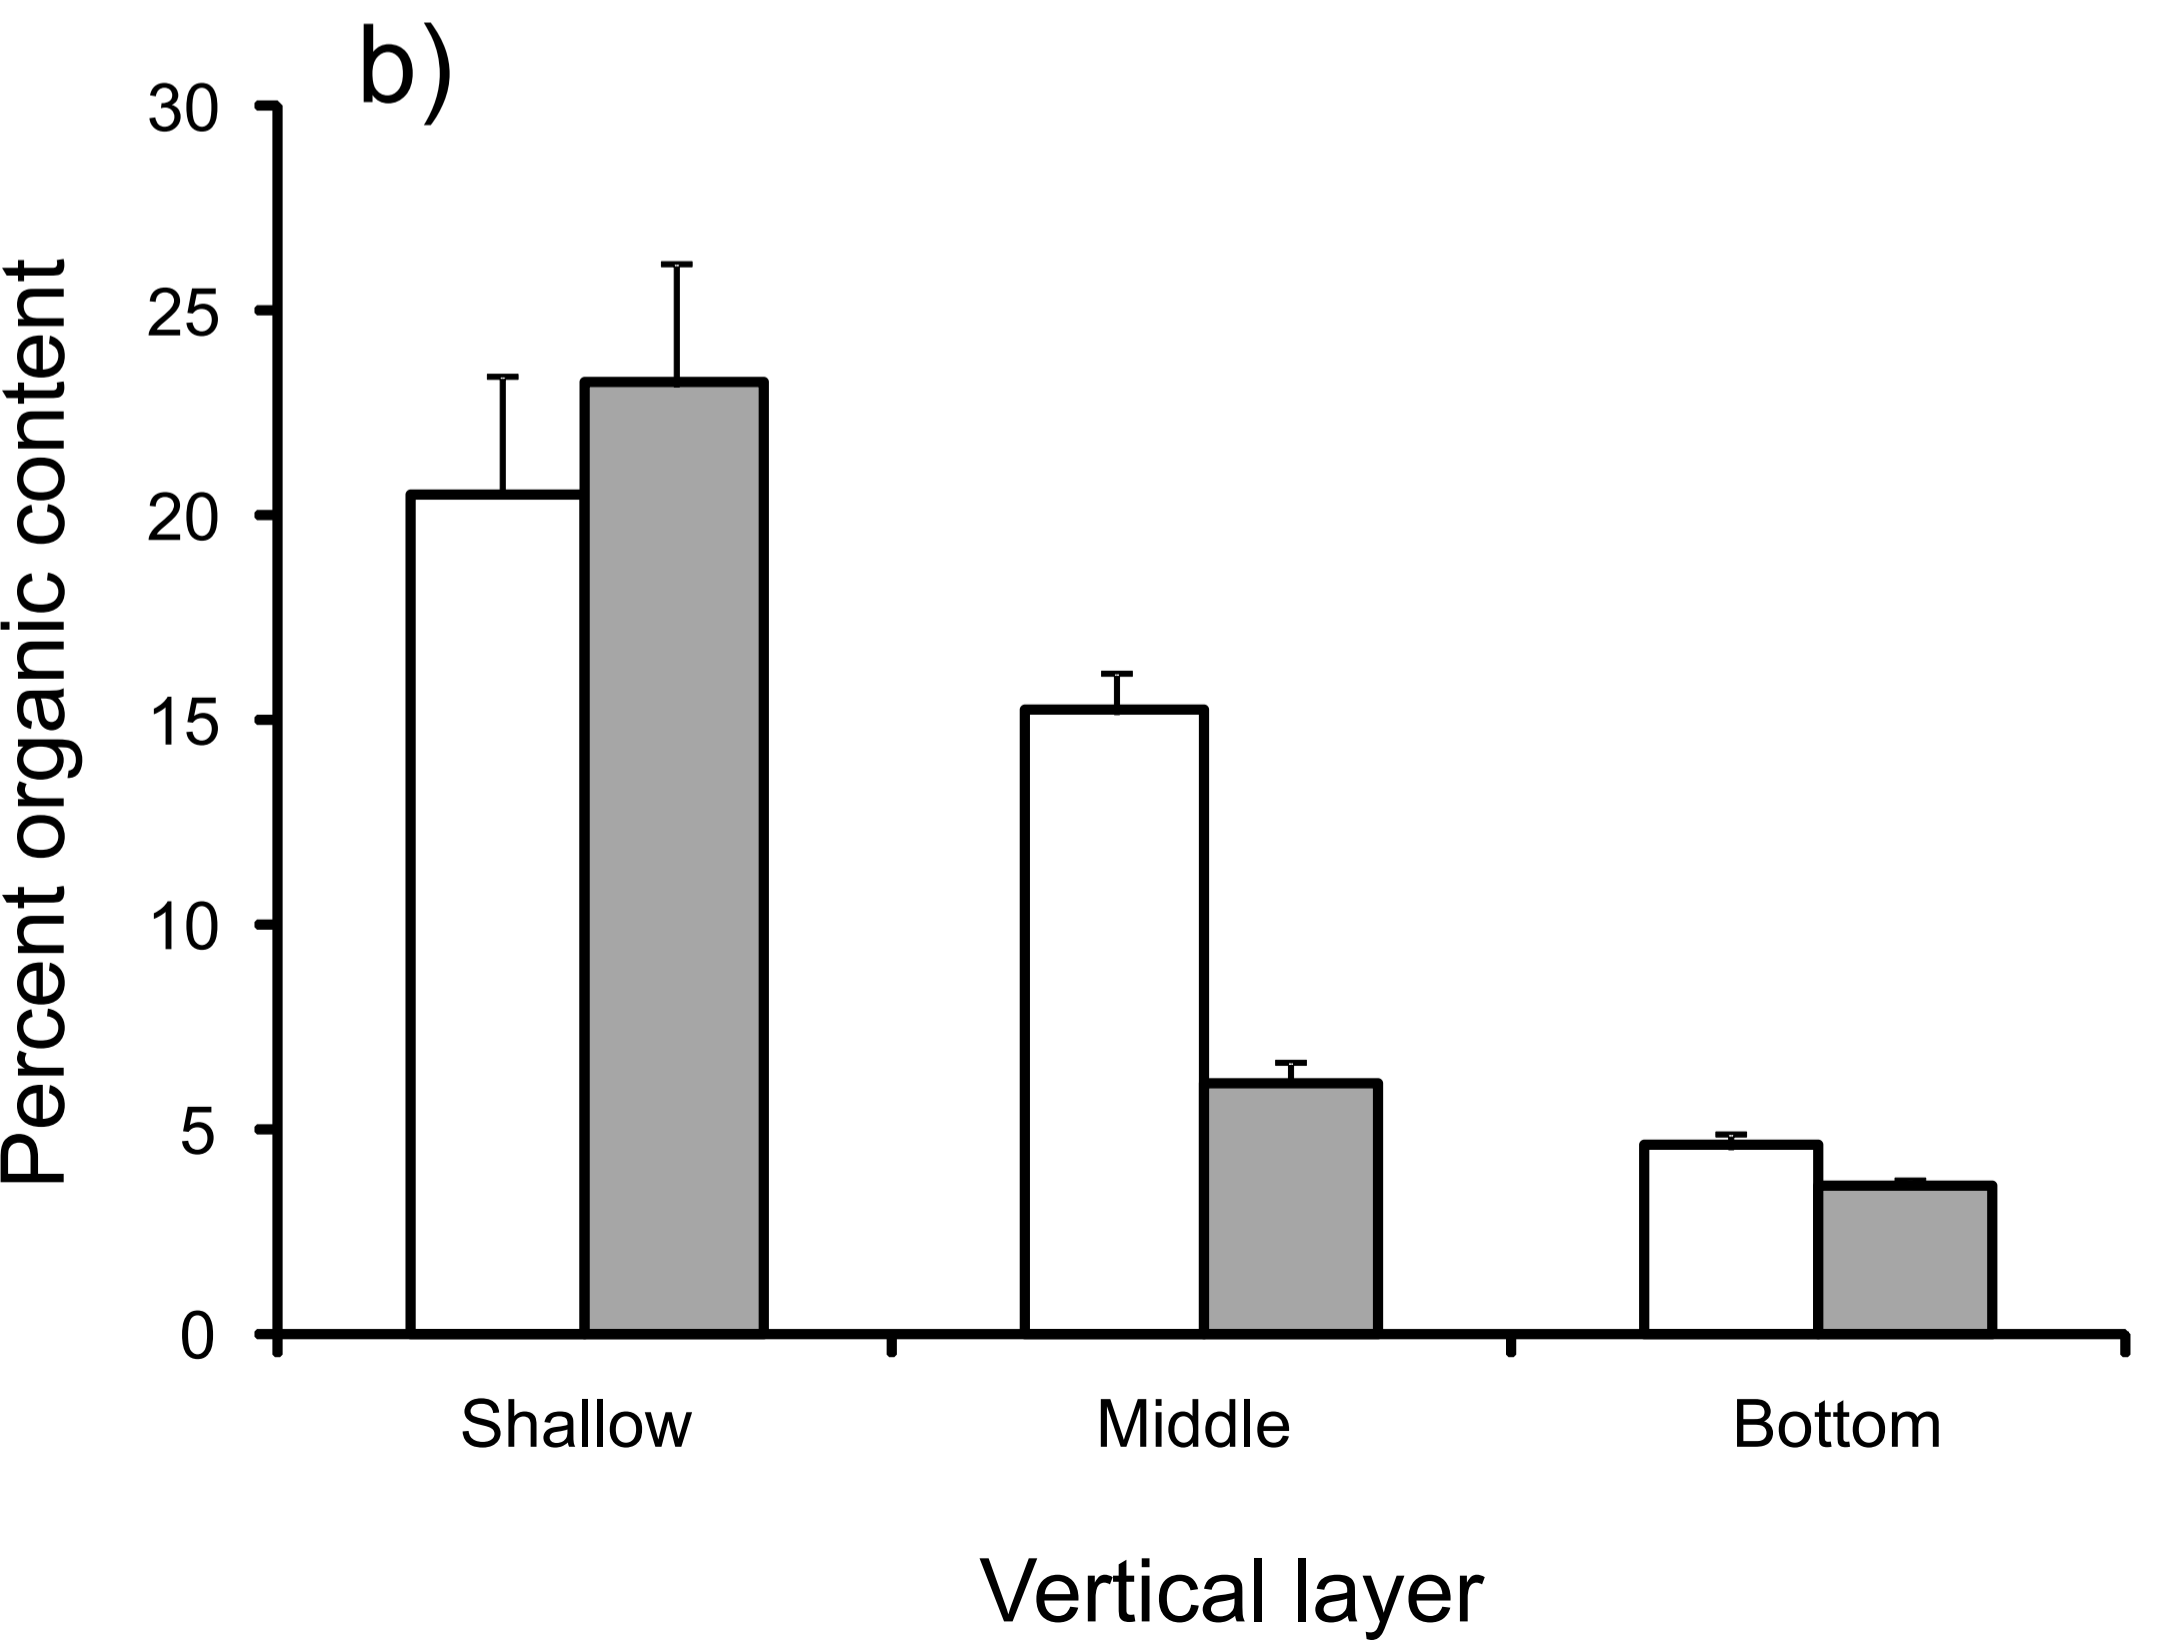 b)
30
25
20
15
10
5
0
Percent organic content
Shallow Middle Bottom
Vertical layer